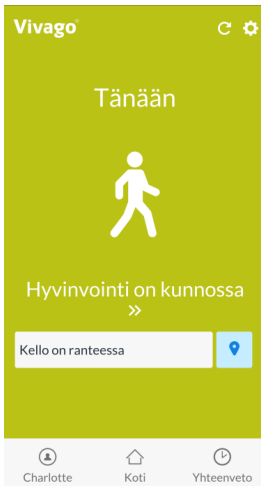 Vivago
Tänään
Hyvinvointi on kunnossa
»
Kello on ranteessa
Charlotte
Koti
Yhteenveto